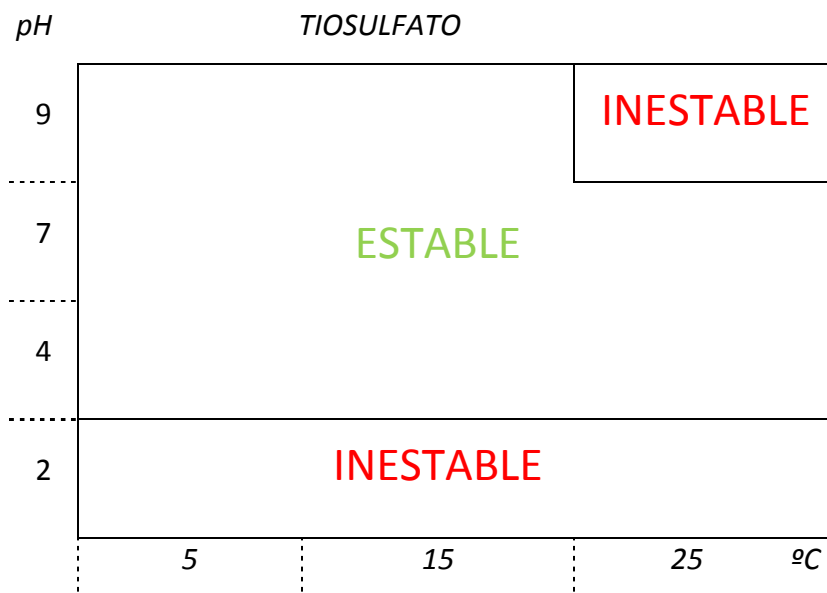 pH TIOSULFATO
9 INESTABLE
7 ESTABLE
4
2 INESTABLE
5 15 25 ºC